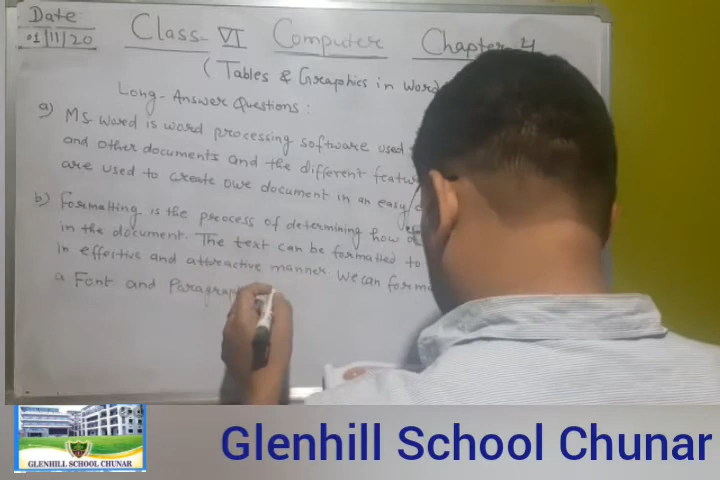 Date
01/11/20
Class- VI Computer Chapter-4
(Tables & Graphics in Word
Long-Answer Questions:
a) MS Word is word processing software used
and other documents and the different featu
are used to create our document in an easy
b) Formatting is the process of determining how
in the document. The text can be formatted to
in effeitive and attractive manner. We can form
a Font and Paragrap
GLENHILL SCHOOL CHUNAR
Glenhill School Chunar